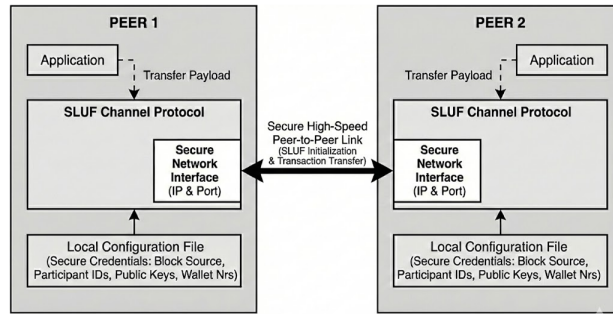 PEER 1
Application
Transfer Payload
SLUF Channel Protocol
Secure
Network
Interface
(IP & Port)
Local Configuration File
(Secure Credentials: Block Source,
Participant IDs, Public Keys, Wallet Nrs)
Secure High-Speed
Peer-to-Peer Link
(SLUF Initialization
& Transaction Transfer)
PEER 2
Application
Transfer Payload
SLUF Channel Protocol
Secure
Network
Interface
(IP & Port)
Local Configuration File
(Secure Credentials: Block Source,
Participant IDs, Public Keys, Wallet Nrs)